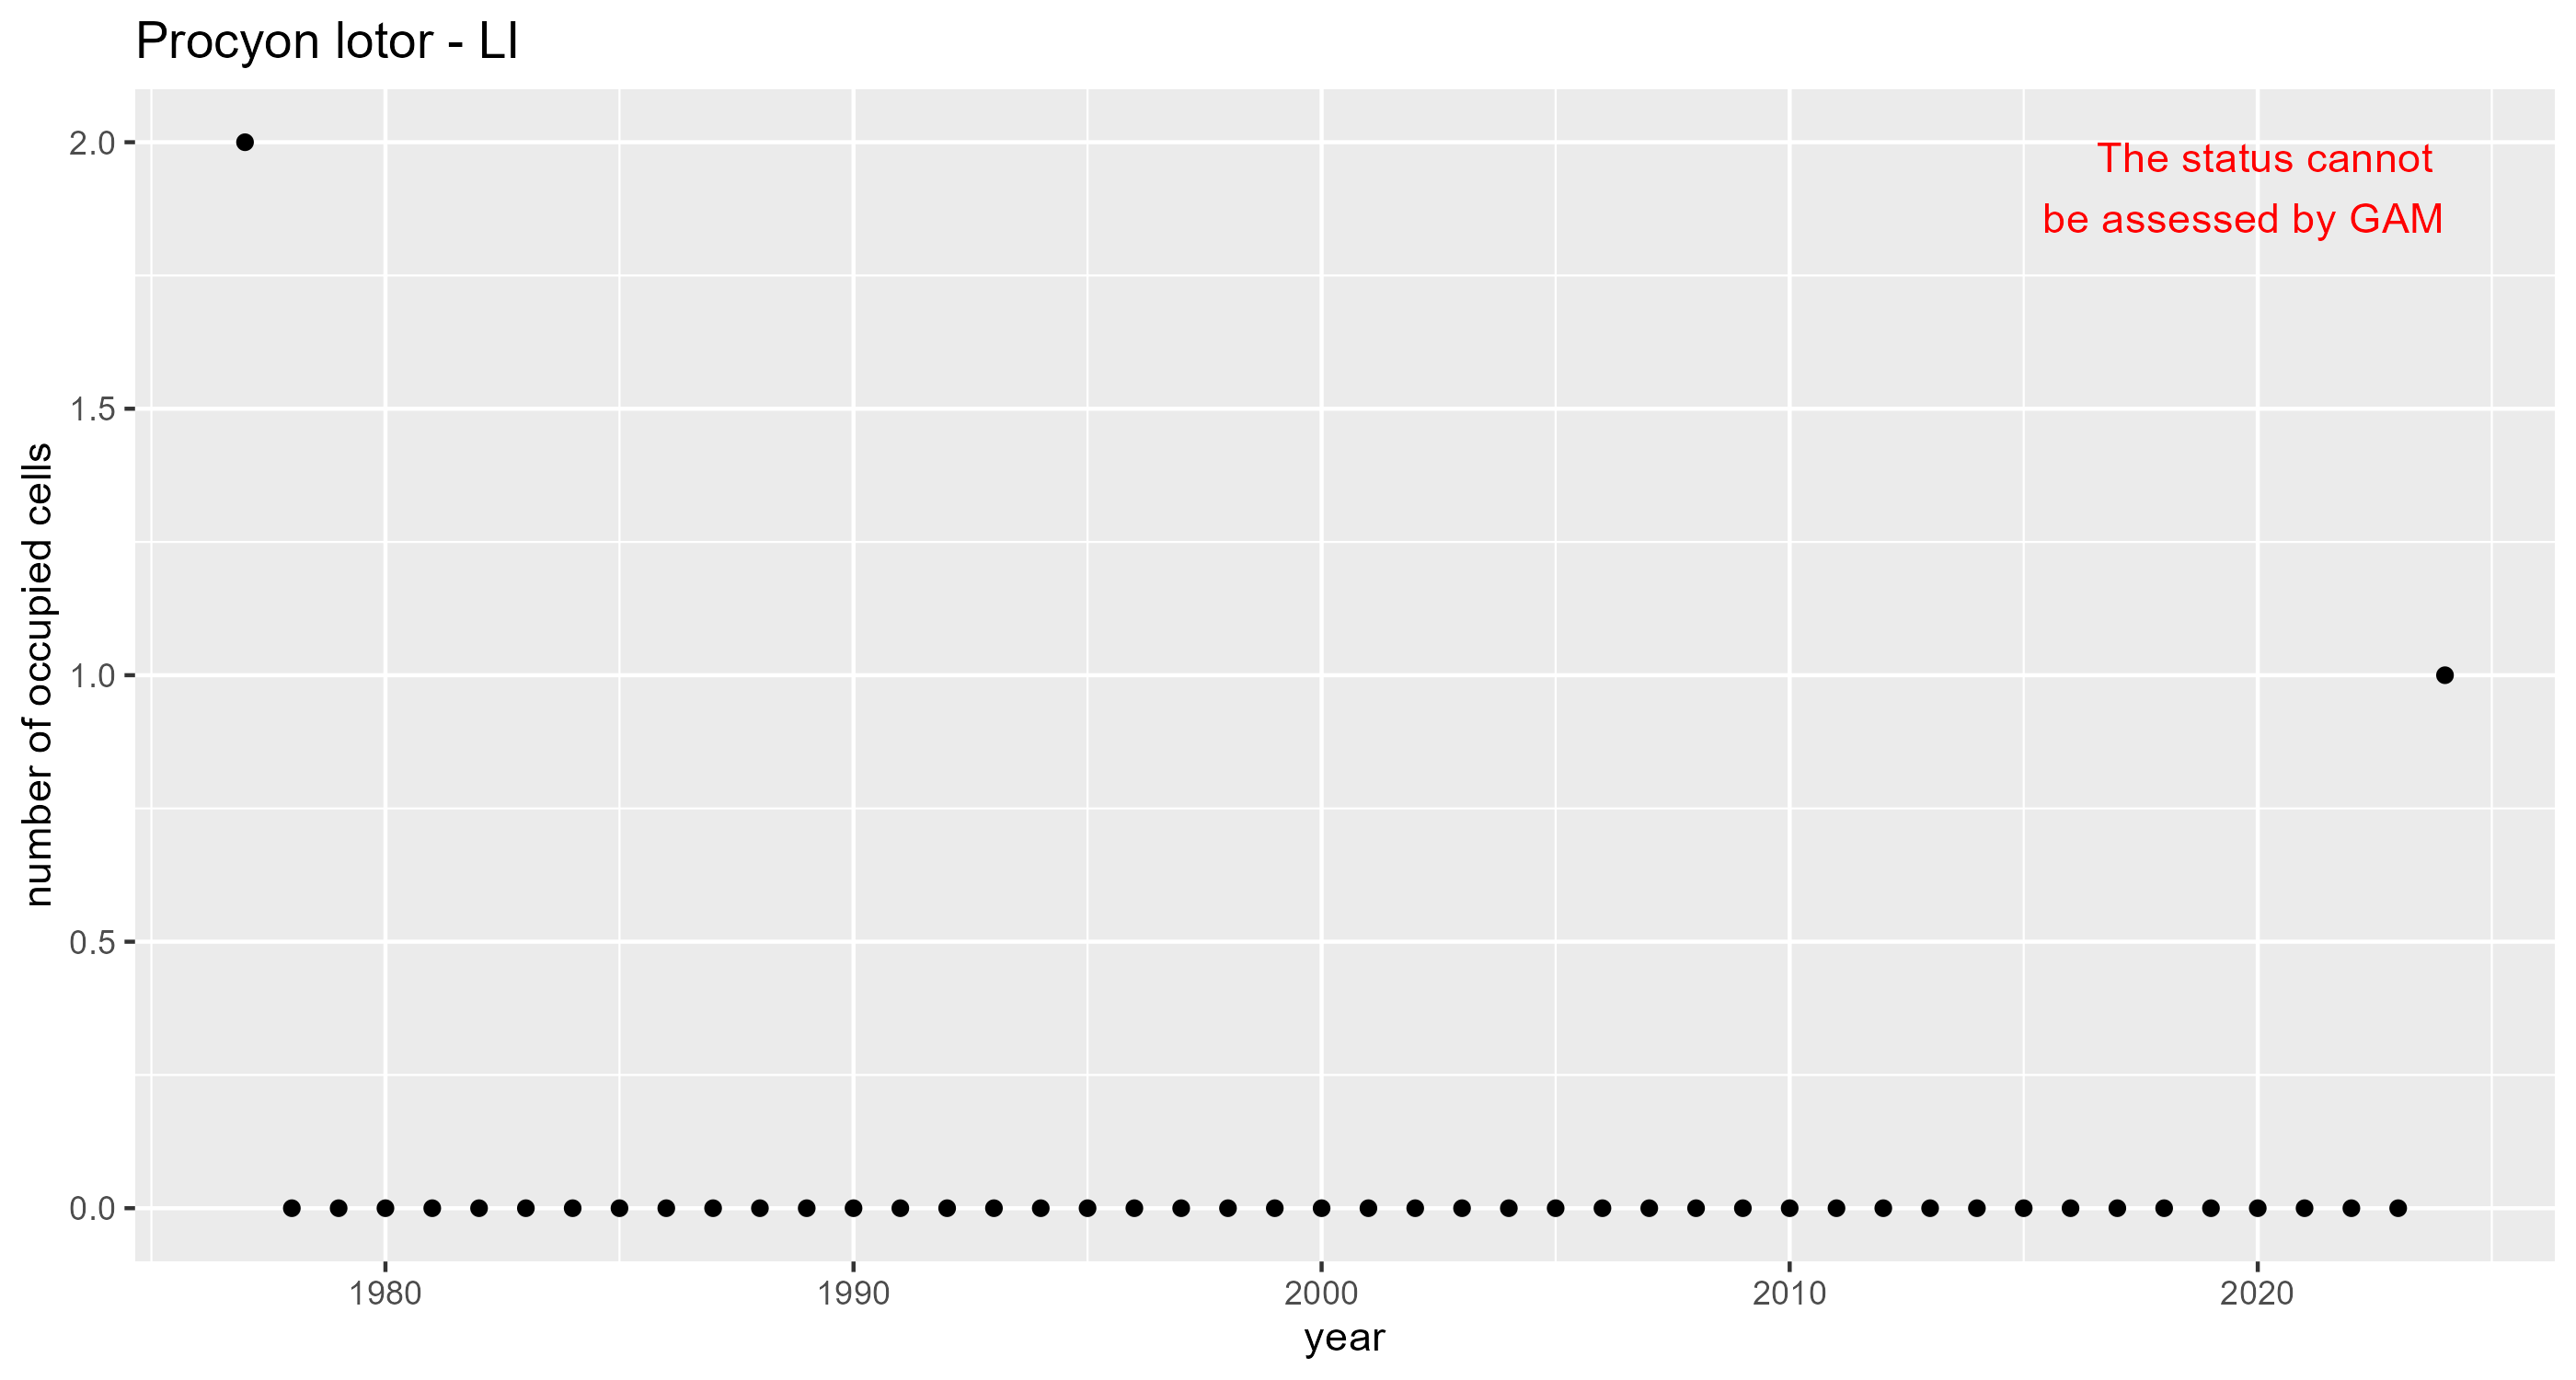 Procyon lotor - LI
The status cannot
be assessed by GAM
number of occupied cells
2.0
1.5
1.0
0.5
0.0
1980
1990
2000
2010
2020
year